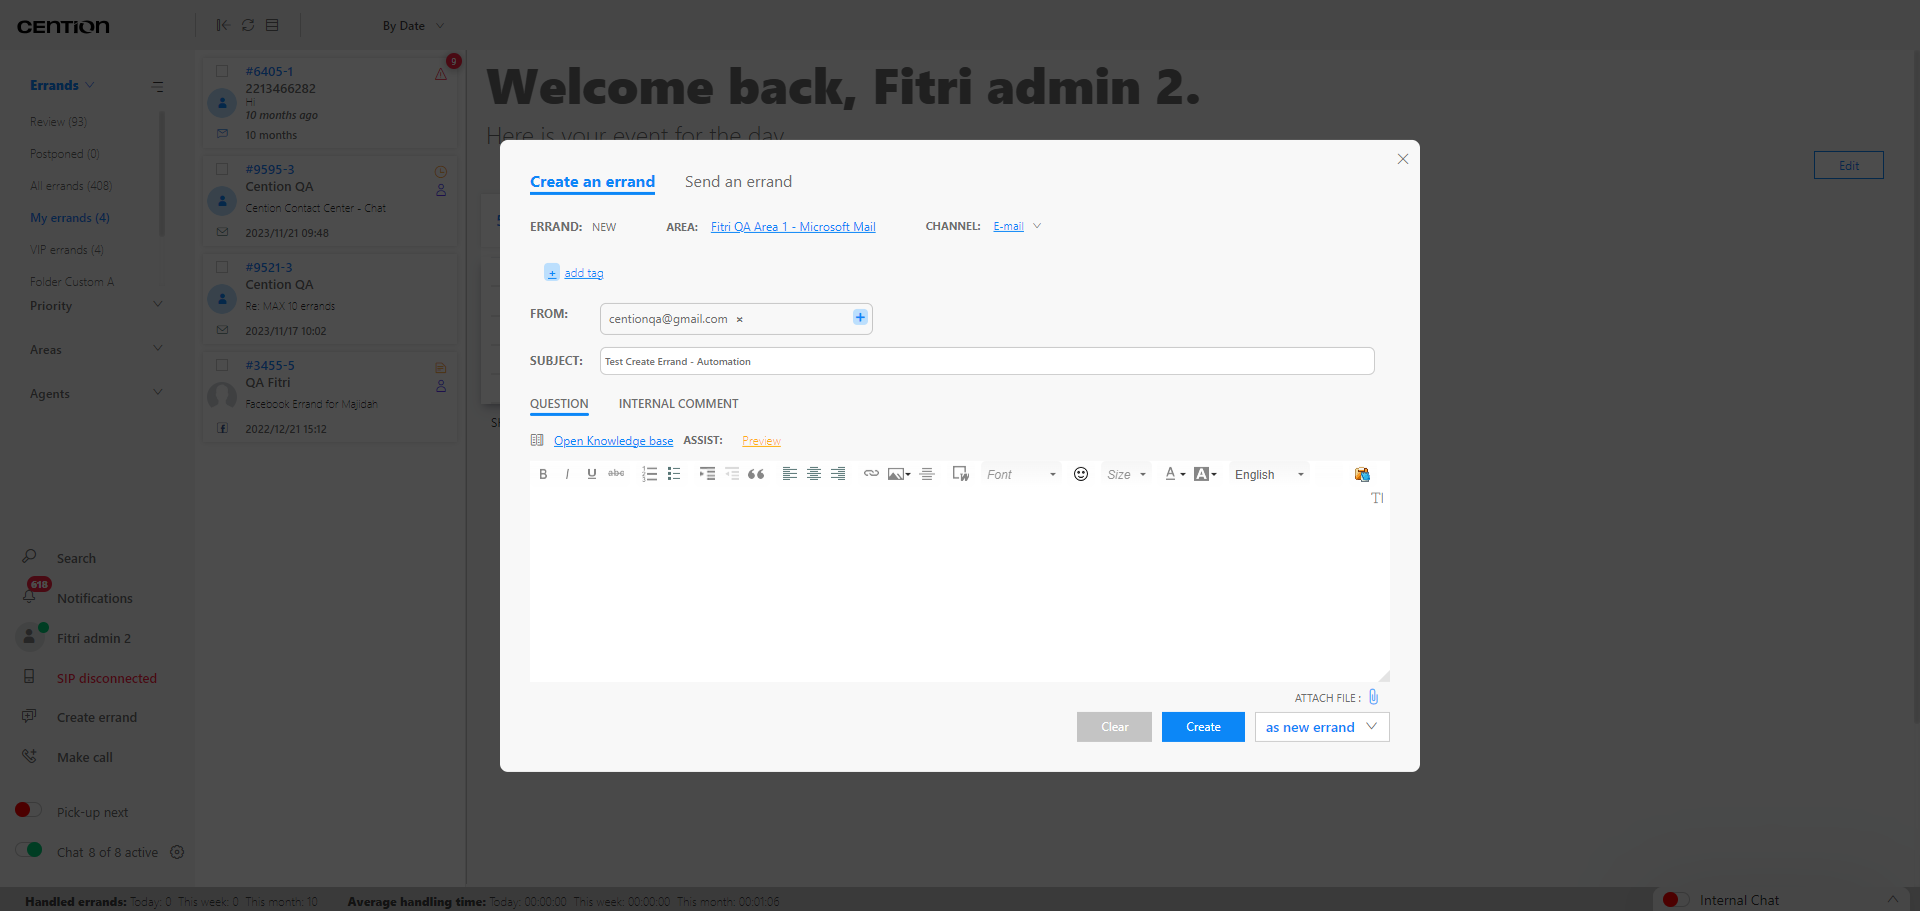 CENTION
By Date
Errands
Review (93)
Postponed (0)
All errands (408)
My errands (4)
VIP errands (4)
Folder Custom A
Priority
Areas
Agents
Search
618
Notifications
Fitri admin 2
SIP disconnected
Create errand
Make call
Pick-up next
Chat 8 of 8 active
9
#6405-1
2213466282
Hi
10 months ago
10 months
#9595-3
Cention QA
Cention Contact Center - Chat
2023/11/21 09:48
#9521-3
Cention QA
Re: MAX 10 errands
2023/11/17 10:02
#3455-5
QA Fitri
Facebook Errand for Majidah
2022/12/21 15:12
Welcome back, Fitri admin 2.
Here is your event for the day
Edit
Create an errand Send an errand
ERRAND: NEW AREA: Fitri QA Area 1 - Microsoft Mail CHANNEL: E-mail
+ add tag
FROM: centionqa@gmail.com × +
SUBJECT: Test Create Errand - Automation
QUESTION INTERNAL COMMENT
Open Knowledge base ASSIST: Preview
B I U abc Font Size A A English
TI
ATTACH FILE :
Clear Create as new errand
Handled errands: Today: 0 This week: 0 This month: 10 Average handling time: Today: 00:00:00 This week: 00:00:00 This month: 00:01:06
Internal Chat